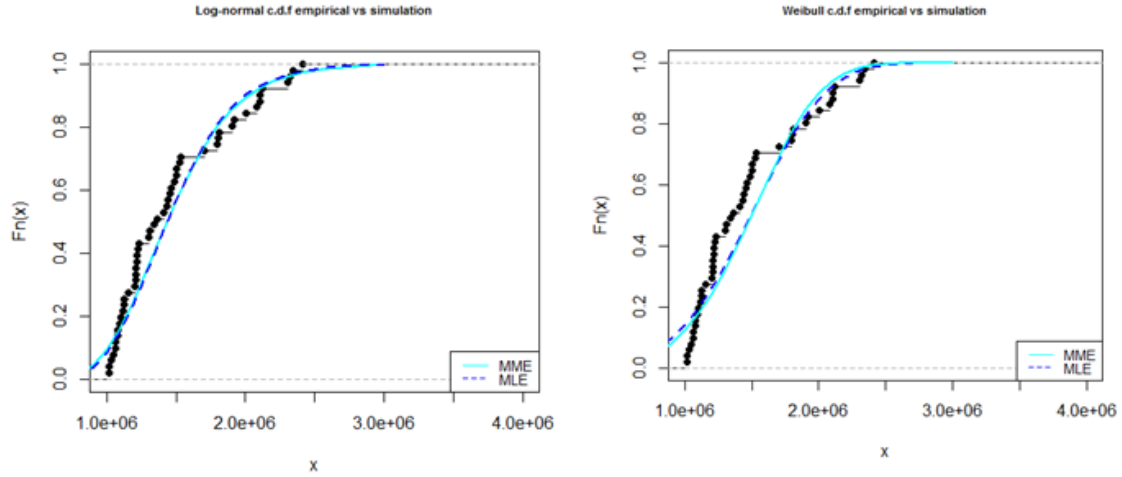 Log-normal c.d.f empirical vs simulation
Fn(x)
1.0
0.8
0.6
0.4
0.2
0.0
MME
MLE
1.0e+06 2.0e+06 3.0e+06 4.0e+06
x
Weibull c.d.f empirical vs simulation
Fn(x)
1.0
0.8
0.6
0.4
0.2
0.0
MME
MLE
1.0e+06 2.0e+06 3.0e+06 4.0e+06
x